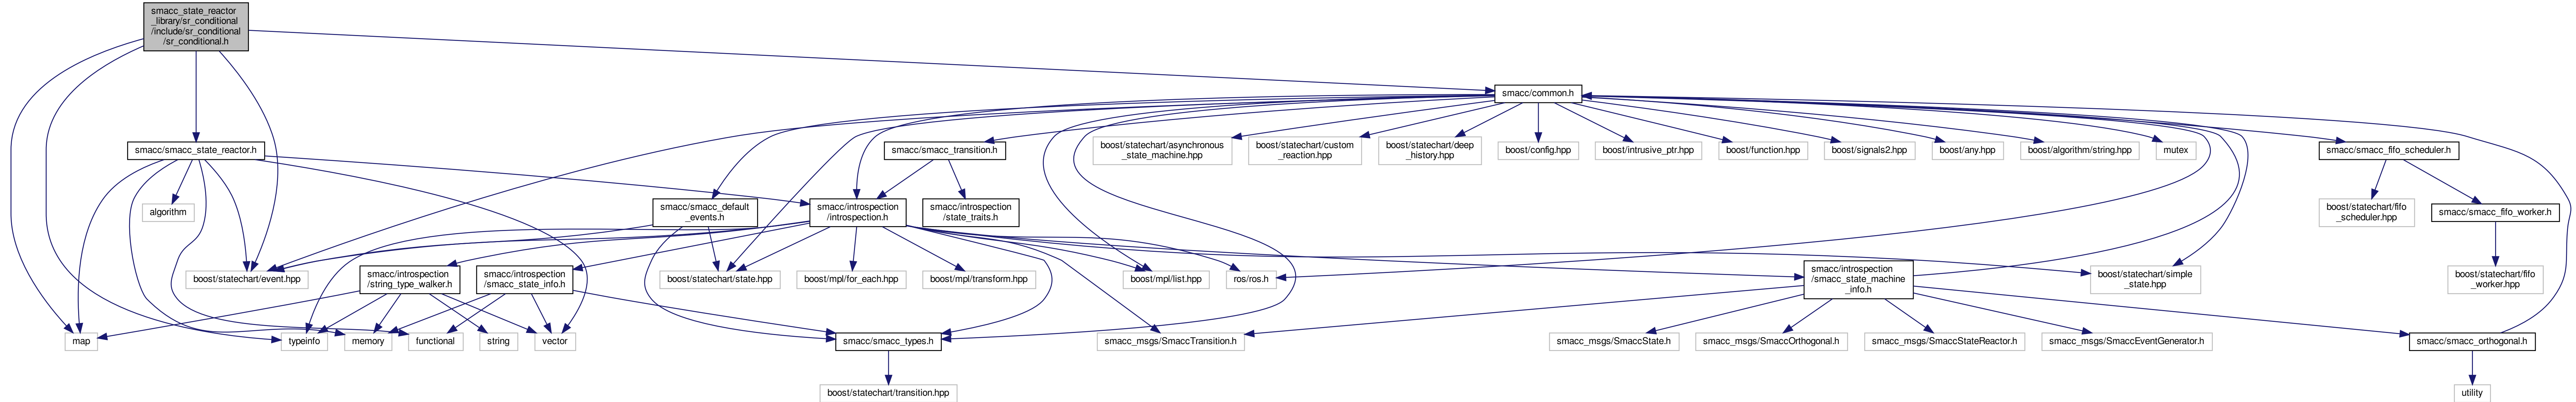 smacc_state_reactor
_library/sr_conditional
/include/sr_conditional
/sr_conditional.h
smacc/common.h
smacc/smacc_state_reactor.h
smacc/smacc_transition.h
boost/statechart/asynchronous
_state_machine.hpp
boost/statechart/custom
_reaction.hpp
boost/statechart/deep
_history.hpp
boost/config.hpp
boost/intrusive_ptr.hpp
boost/function.hpp
boost/signals2.hpp
boost/any.hpp
boost/algorithm/string.hpp
mutex
smacc/smacc_fifo_scheduler.h
algorithm
smacc/smacc_default
_events.h
smacc/introspection
/introspection.h
smacc/introspection
/state_traits.h
boost/statechart/fifo
_scheduler.hpp
smacc/smacc_fifo_worker.h
boost/statechart/event.hpp
smacc/introspection
/string_type_walker.h
smacc/introspection
/smacc_state_info.h
boost/statechart/state.hpp
boost/mpl/for_each.hpp
boost/mpl/transform.hpp
boost/mpl/list.hpp
ros/ros.h
smacc/introspection
/smacc_state_machine
_info.h
boost/statechart/simple
_state.hpp
boost/statechart/fifo
_worker.hpp
map
typeinfo
memory
functional
string
vector
smacc/smacc_types.h
smacc_msgs/SmaccTransition.h
smacc_msgs/SmaccState.h
smacc_msgs/SmaccOrthogonal.h
smacc_msgs/SmaccStateReactor.h
smacc_msgs/SmaccEventGenerator.h
smacc/smacc_orthogonal.h
boost/statechart/transition.hpp
utility